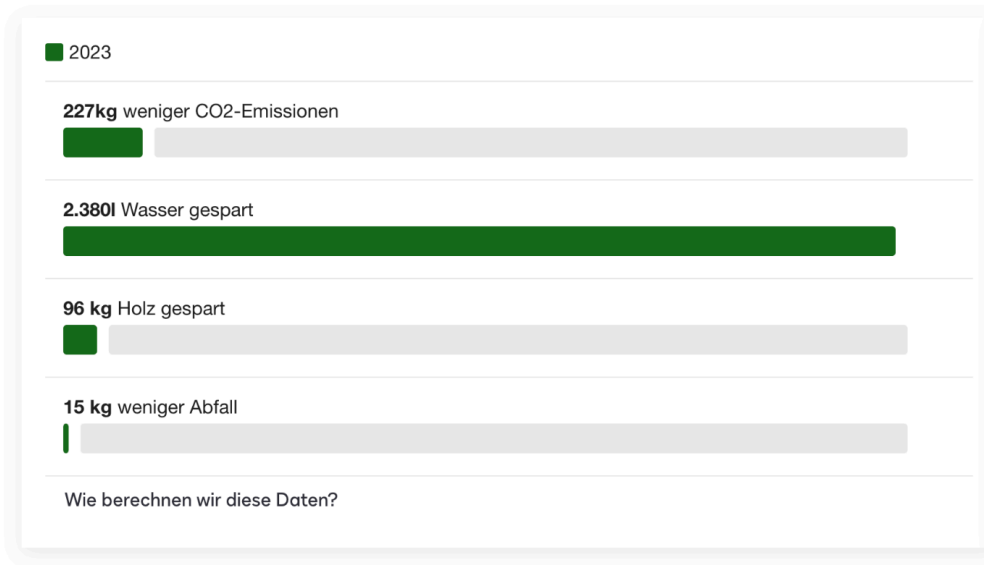 2023
227kg weniger CO2-Emissionen
2.380l Wasser gespart
96 kg Holz gespart
15 kg weniger Abfall
Wie berechnen wir diese Daten?